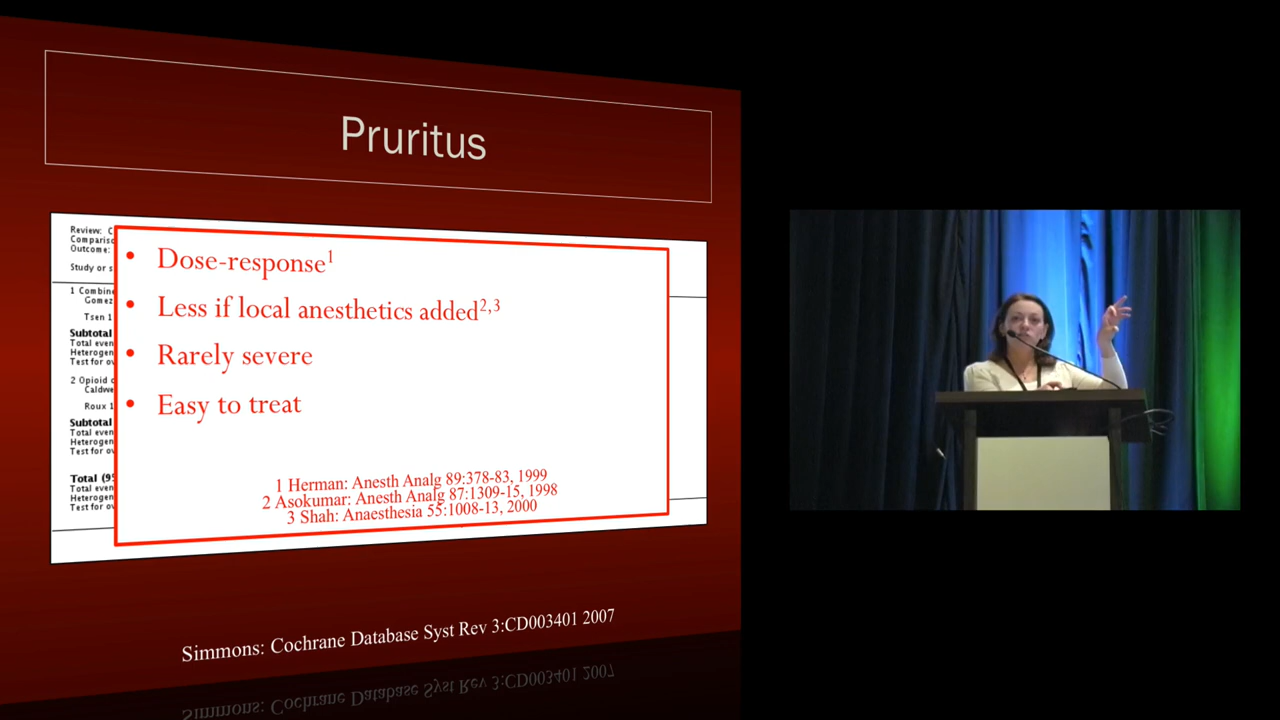 Pruritus
Review: C
Compariso
Outcome:
Study or s
1 Combine
Gomez
Tsen 1
Subtotal
Total even
Heterogen
Test for ov
2 Opioid o
Caldwe
Roux 1
Subtotal
Total even
Heterogen
Test for ov
Total (95
Total even
Heterogen
Test for ov
• Dose-response1
• Less if local anesthetics added2,3
• Rarely severe
• Easy to treat
1 Herman: Anesth Analg 89:378-83, 1999
2 Asokumar: Anesth Analg 87:1309-15, 1998
3 Shah: Anaesthesia 55:1008-13, 2000
Simmons: Cochrane Database Syst Rev 3:CD003401 2007